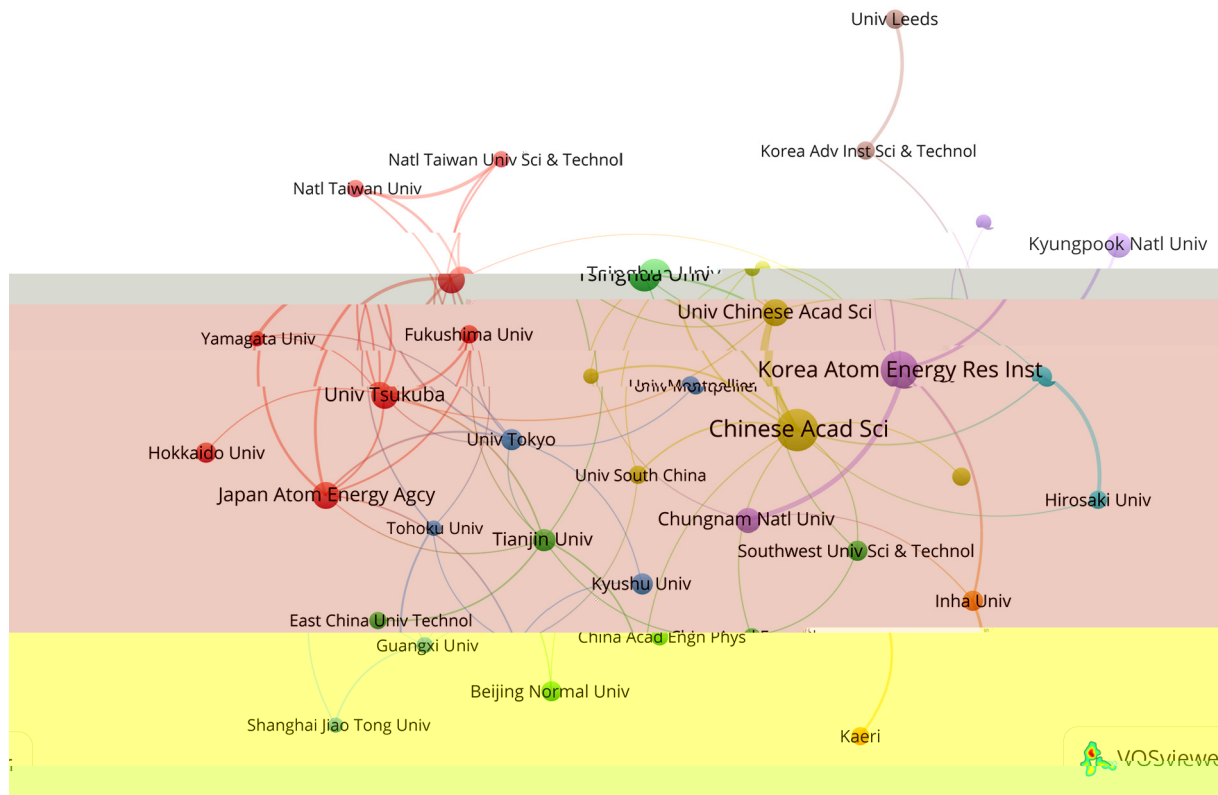 Univ Leeds
Korea Adv Inst Sci & Technol
Natl Taiwan Univ Sci & Technol
Natl Taiwan Univ
Kyungpook Natl Univ
Tsinghua Univ
Univ Chinese Acad Sci
Yamagata Univ
Fukushima Univ
Korea Atom Energy Res Inst
Univ Montpellier
Univ Tsukuba
Chinese Acad Sci
Univ Tokyo
Hokkaido Univ
Univ South China
Japan Atom Energy Agcy
Hirosaki Univ
Chungnam Natl Univ
Tohoku Univ
Tianjin Univ
Southwest Univ Sci & Technol
Kyushu Univ
Inha Univ
East China Univ Technol
China Acad Engn Phys
Guangxi Univ
Beijing Normal Univ
Shanghai Jiao Tong Univ
Kaeri
VOSviewe